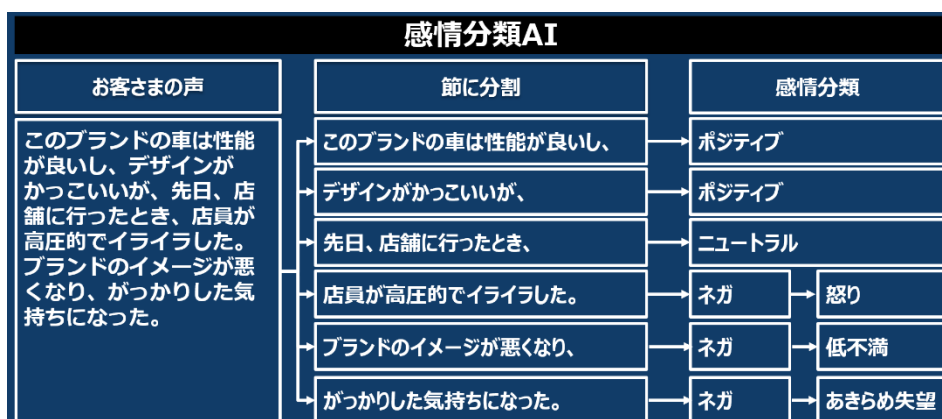 感情分類AI
お客さまの声
節に分割
感情分類
このブランドの車は性能
が良いし、デザインが
かっこいいが、先日、店
舗に行ったとき、店員が
高圧的でイライラした。
ブランドのイメージが悪
くなり、がっかりした気
持ちになった。
このブランドの車は性能が良いし、
ポジティブ
デザインがかっこいいが、
ポジティブ
先日、店舗に行ったとき、
ニュートラル
店員が高圧的でイライラした。
ネガ
怒り
ブランドのイメージが悪くなり、
ネガ
低不満
がっかりした気持ちになった。
ネガ
あきらめ失望